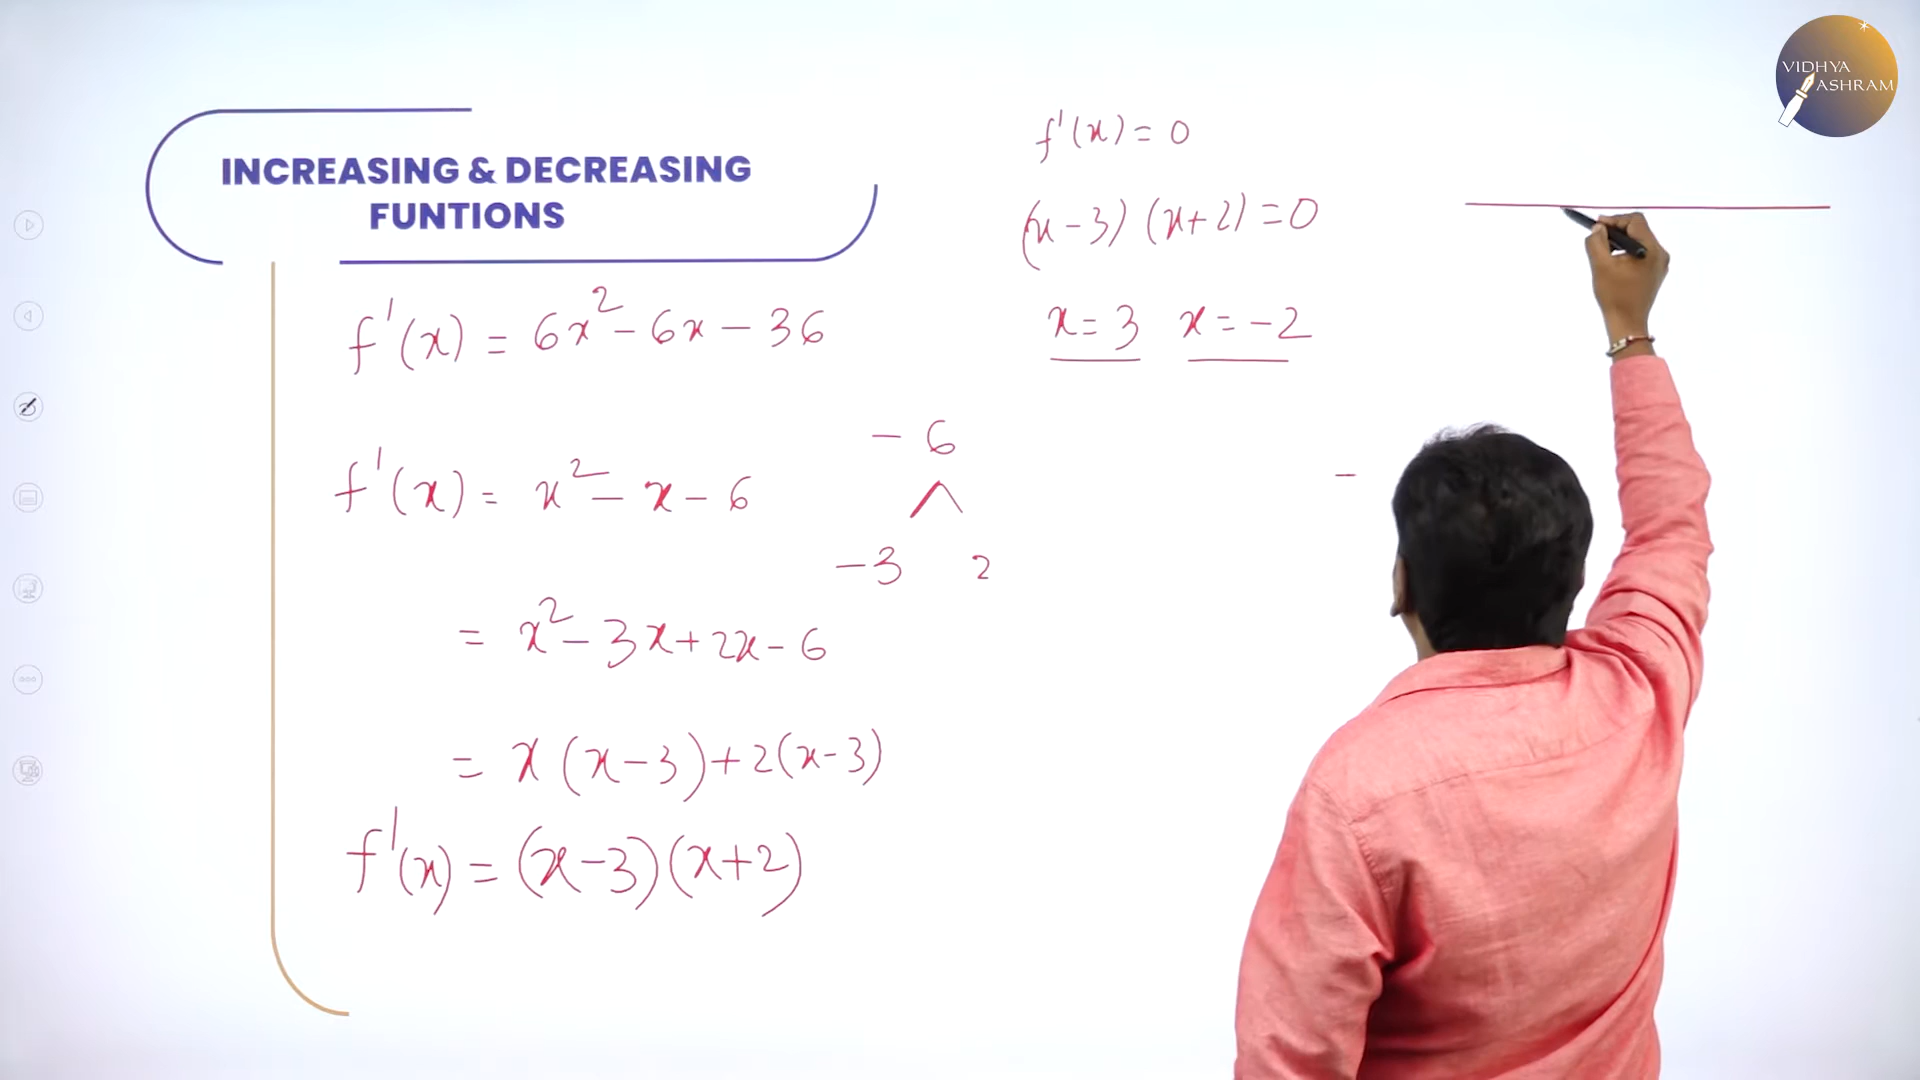 VIDHYA
ASHRAM
INCREASING & DECREASING
FUNTIONS
f'(x) = 6x² - 6x - 36
f'(x) = x² - x - 6
- 6
-3 2
= x² - 3x + 2x - 6
= x (x-3) + 2(x-3)
f'(x) = (x-3)(x+2)
f'(x) = 0
(x-3) (x+2) = 0
x = 3 x = -2
-